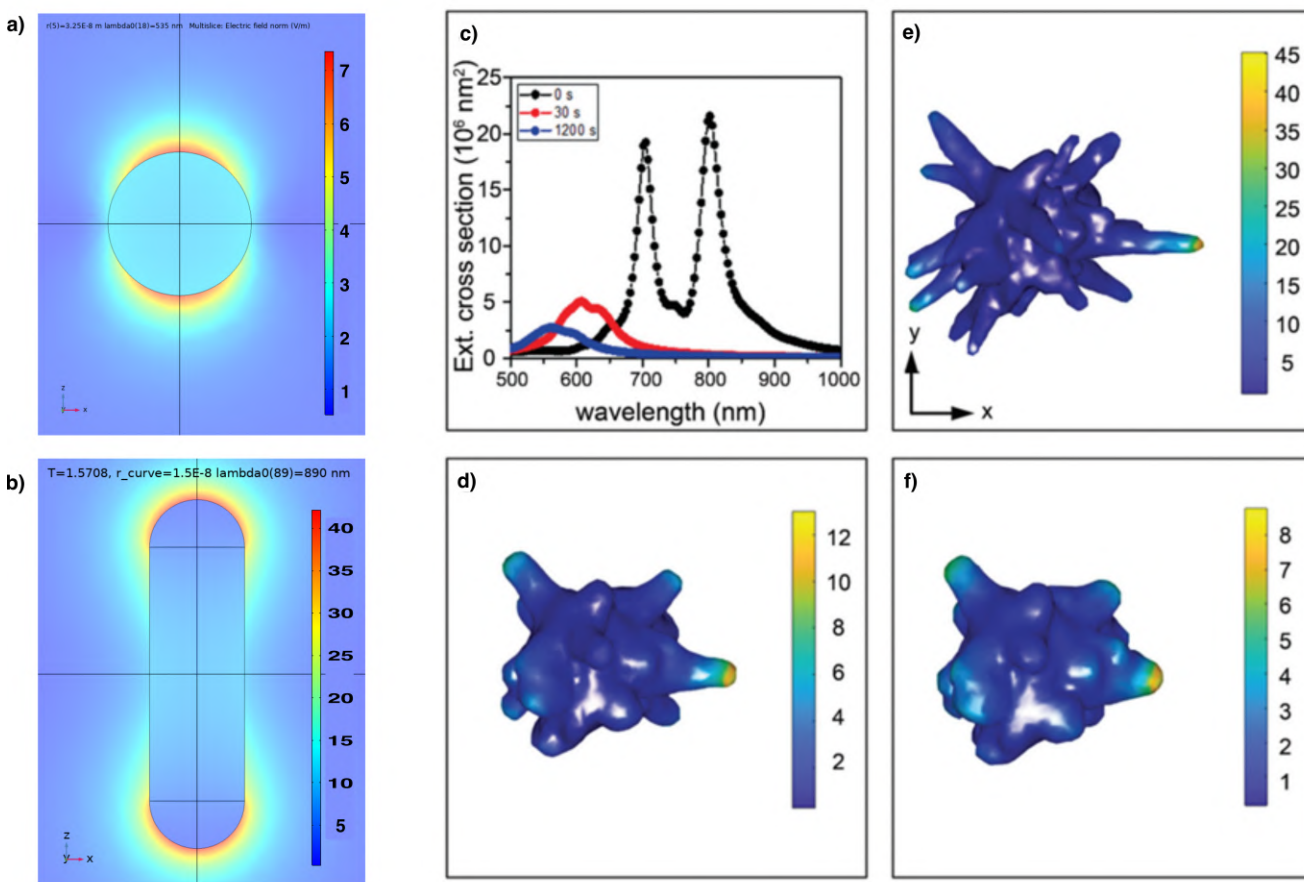 a)
r(5)=3.25E-8 m lambda0(18)=535 nm Multislice: Electric field norm (V/m)
7
6
5
4
3
2
1
z
y x
b)
T=1.5708, r_curve=1.5E-8 lambda0(89)=890 nm
40
35
30
25
20
15
10
5
z
y x
c)
Ext. cross section (10⁶ nm²)
25
20
15
10
5
0
0 s
30 s
1200 s
500 600 700 800 900 1000
wavelength (nm)
d)
12
10
8
6
4
2
e)
45
40
35
30
25
20
15
10
5
y
x
f)
8
7
6
5
4
3
2
1